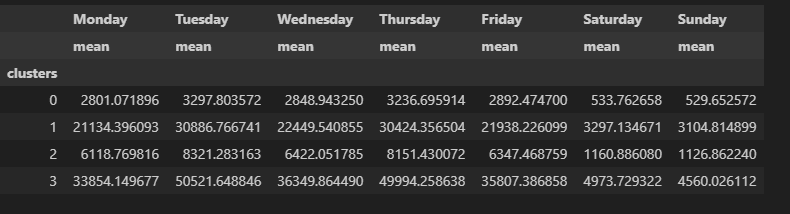 Monday Tuesday Wednesday Thursday Friday Saturday Sunday
mean mean mean mean mean mean mean
clusters
0 2801.071896 3297.803572 2848.943250 3236.695914 2892.474700 533.762658 529.652572
1 21134.396093 30886.766741 22449.540855 30424.356504 21938.226099 3297.134671 3104.814899
2 6118.769816 8321.283163 6422.051785 8151.430072 6347.468759 1160.886080 1126.862240
3 33854.149677 50521.648846 36349.864490 49994.258638 35807.386858 4973.729322 4560.026112